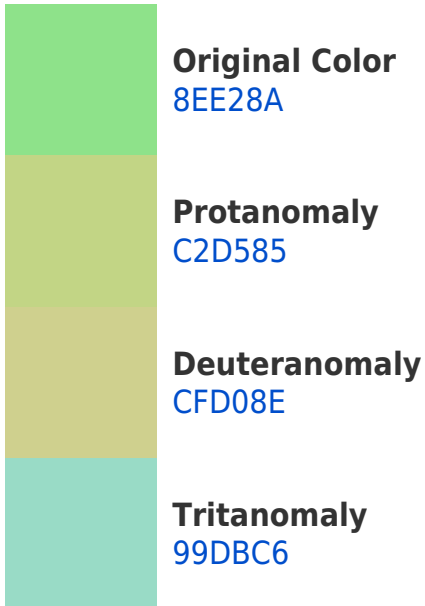 Original Color
8EE28A
Protanomaly
C2D585
Deuteranomaly
CFD08E
Tritanomaly
99DBC6